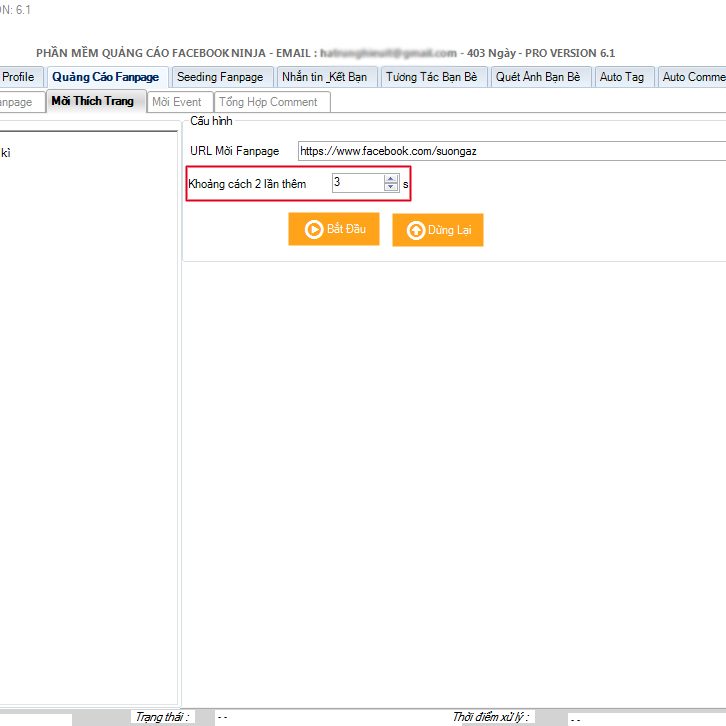 N: 6.1
PHẦN MỀM QUẢNG CÁO FACEBOOK NINJA - EMAIL : - 403 Ngày - PRO VERSION 6.1
Profile Quảng Cáo Fanpage Seeding Fanpage Nhắn tin _Kết Bạn Tương Tác Bạn Bè Quét Ảnh Bạn Bè Auto Tag Auto Comme
anpage Mời Thích Trang Mời Event Tổng Hợp Comment
Cấu hình
kì
URL Mời Fanpage https://www.facebook.com/suongaz
Khoảng cách 2 lần thêm 3 s
Bắt Đầu Dừng Lại
Trạng thái : -- Thời điểm xử lý : --